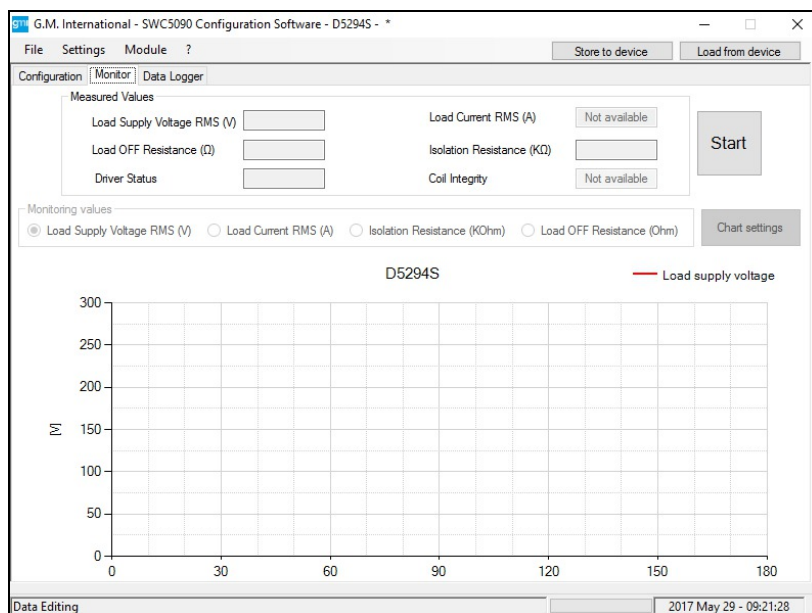 gmi G.M. International - SWC5090 Configuration Software - D5294S - *
File Settings Module ? Store to device Load from device
Configuration Monitor Data Logger
Measured Values
Load Supply Voltage RMS (V) Load Current RMS (A) Not available
Load OFF Resistance (Ω) Isolation Resistance (KΩ)
Driver Status Coil Integrity Not available
Start
Monitoring values
Load Supply Voltage RMS (V) Load Current RMS (A) Isolation Resistance (KOhm) Load OFF Resistance (Ohm) Chart settings
D5294S Load supply voltage
300
250
200
150
100
50
0
[V]
0 30 60 90 120 150 180
Data Editing 2017 May 29 - 09:21:28